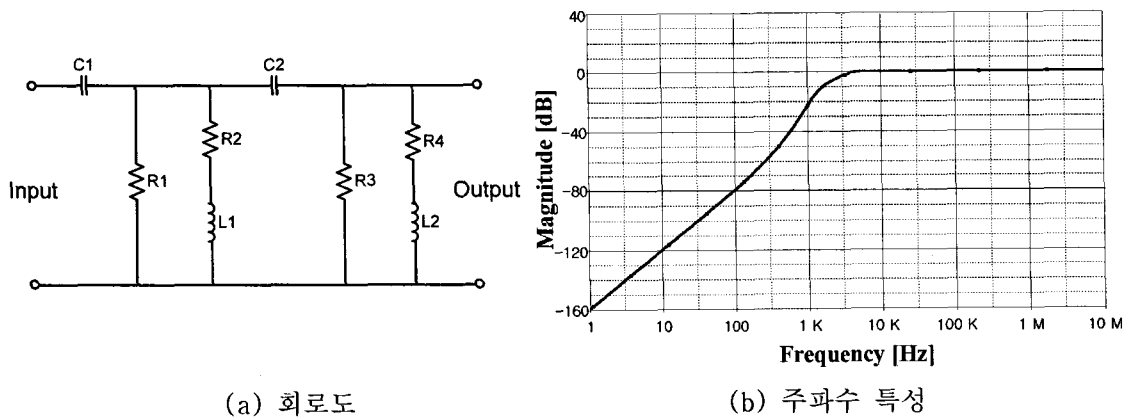 C1
C2
R1
R2
L1
R3
R4
L2
Input
Output
(a) 회로도
Magnitude [dB]
40
0
-40
-80
-120
-160
1
10
100
1 K
10 K
100 K
1 M
10 M
Frequency [Hz]
(b) 주파수 특성